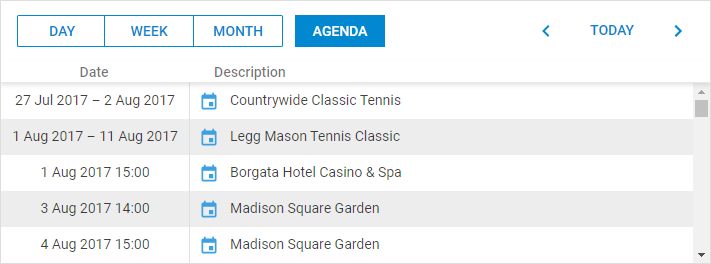 DAY WEEK MONTH AGENDA TODAY
Date Description
27 Jul 2017 – 2 Aug 2017 Countrywide Classic Tennis
1 Aug 2017 – 11 Aug 2017 Legg Mason Tennis Classic
1 Aug 2017 15:00 Borgata Hotel Casino & Spa
3 Aug 2017 14:00 Madison Square Garden
4 Aug 2017 15:00 Madison Square Garden